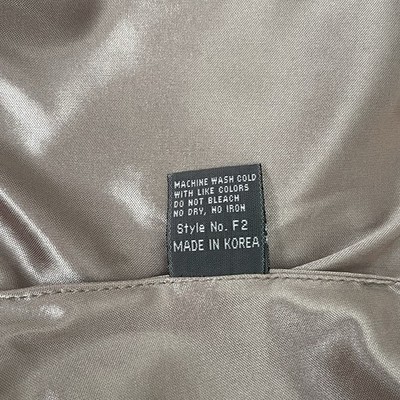 MACHINE WASH COLD
WITH LIKE COLORS
DO NOT BLEACH
NO DRY, NO IRON
Style No. F2
MADE IN KOREA